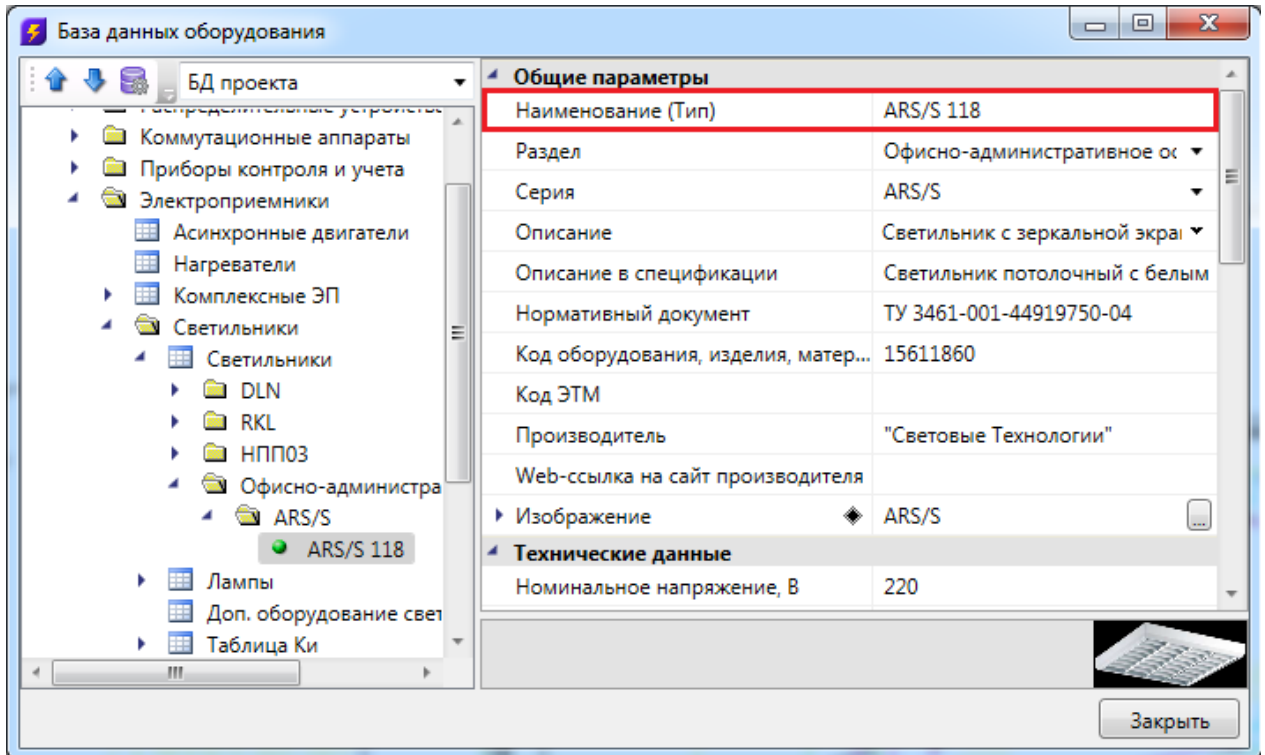 База данных оборудования
БД проекта
Коммутационные аппараты
Приборы контроля и учета
Электроприемники
Асинхронные двигатели
Нагреватели
Комплексные ЭП
Светильники
Светильники
DLN
RKL
НПП03
Офисно-администра
ARS/S
ARS/S 118
Лампы
Доп. оборудование свет
Таблица Ки
Общие параметры
Наименование (Тип) ARS/S 118
Раздел Офисно-административное ос
Серия ARS/S
Описание Светильник с зеркальной экра
Описание в спецификации Светильник потолочный с белым
Нормативный документ ТУ 3461-001-44919750-04
Код оборудования, изделия, матер... 15611860
Код ЭТМ
Производитель "Световые Технологии"
Web-ссылка на сайт производителя
Изображение ARS/S ...
Технические данные
Номинальное напряжение, В 220
Закрыть